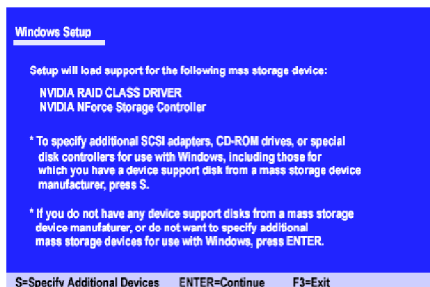 Windows Setup
Setup will load support for the following mss storage device:
NVIDIA RAID CLASS DRIVER
NVIDIA NForce Storage Controller
* To specify additional SCSI adapters, CD-ROM drives, or special
disk controllers for use with Windows, including those for
which you have a device support disk from a mass storage device
manufacturer, press S.
* If you do not have any device support disks from a mass storage
device manufaturer, or do not want to specify additional
mass storage devices for use with Windows, press ENTER.
S=Specify Additional Devices ENTER=Continue F3=Exit